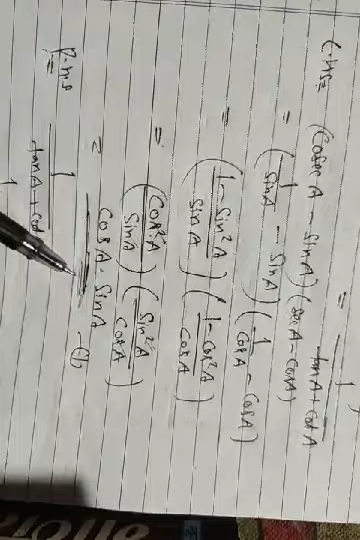 = 1 / tanA + cotA
L.H.S = (CosecA - SinA)(SecA - CosA)
= (1/SinA - SinA)(1/CosA - CosA)
= (1 - Sin²A / SinA)(1 - Cos²A / CosA)
= (Cos²A / SinA)(Sin²A / CosA)
= CosA · SinA -
R.H.S 1 / tanA + cot
1